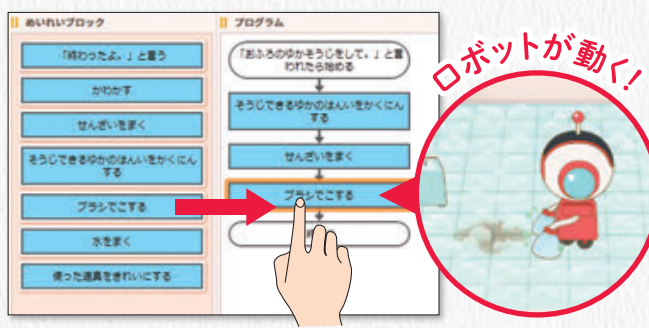 めいれいブロック
「終わったよ。」と言う
かわかす
せんざいをまく
そうじできるゆかのはんいをかくにん
する
ブラシでこする
水をまく
使った道具をきれいにする
プログラム
「おふろのゆかそうじをして。」と言
われたら始める
そうじできるゆかのはんいをかくにん
する
せんざいをまく
ブラシでこする
ロボットが動く!